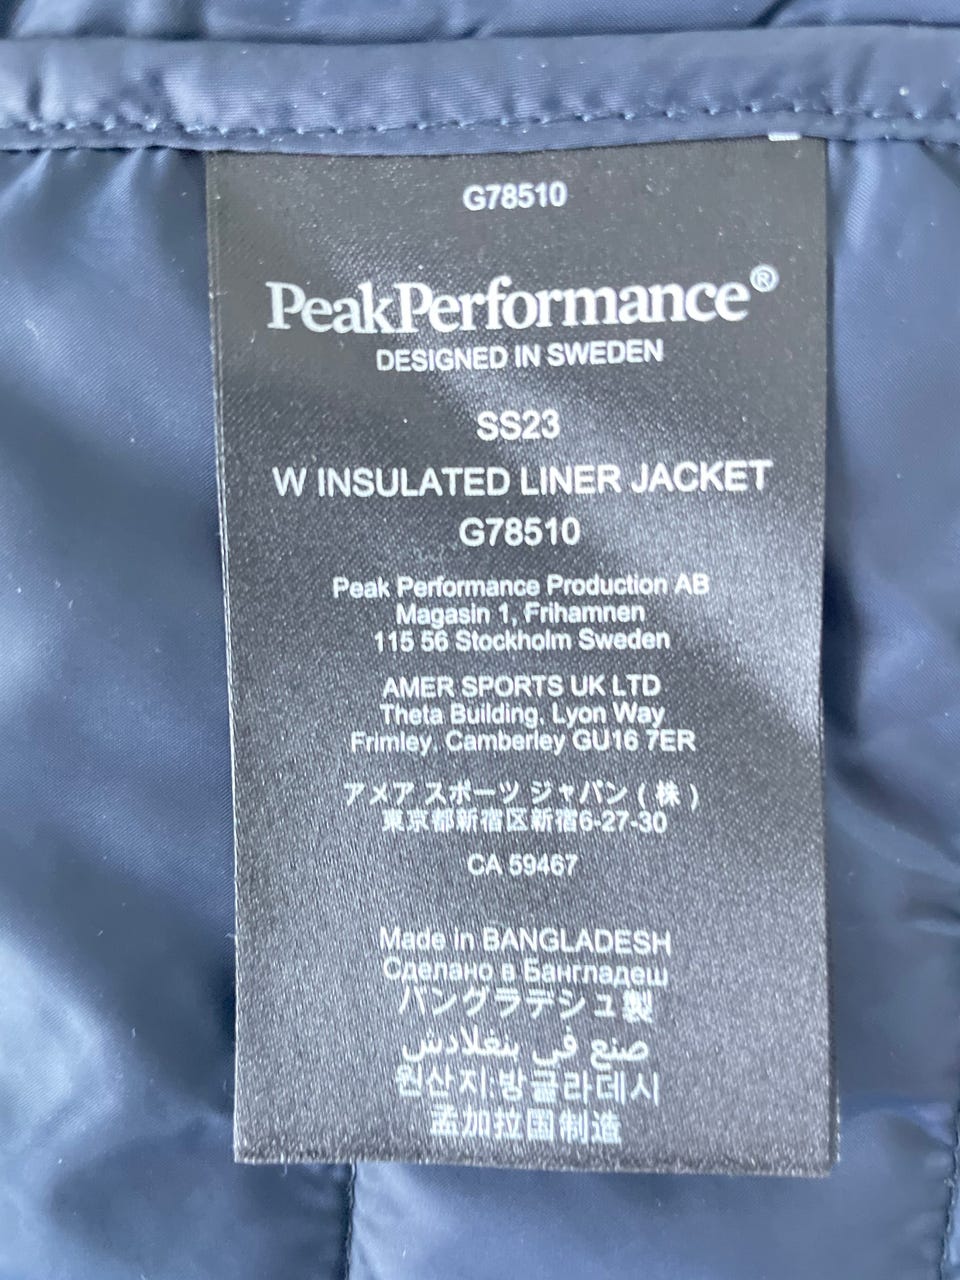 G78510
PeakPerformance®
DESIGNED IN SWEDEN
SS23
W INSULATED LINER JACKET
G78510
Peak Performance Production AB
Magasin 1, Frihamnen
115 56 Stockholm Sweden
AMER SPORTS UK LTD
Theta Building, Lyon Way
Frimley, Camberley GU16 7ER
アメア スポーツ ジャパン ( 株 )
東京都新宿区新宿6-27-30
CA 59467
Made in BANGLADESH
Сделано в Бангладеш
バングラデシュ製
صنع في بنغلادش
원산지:방글라데시
孟加拉国制造